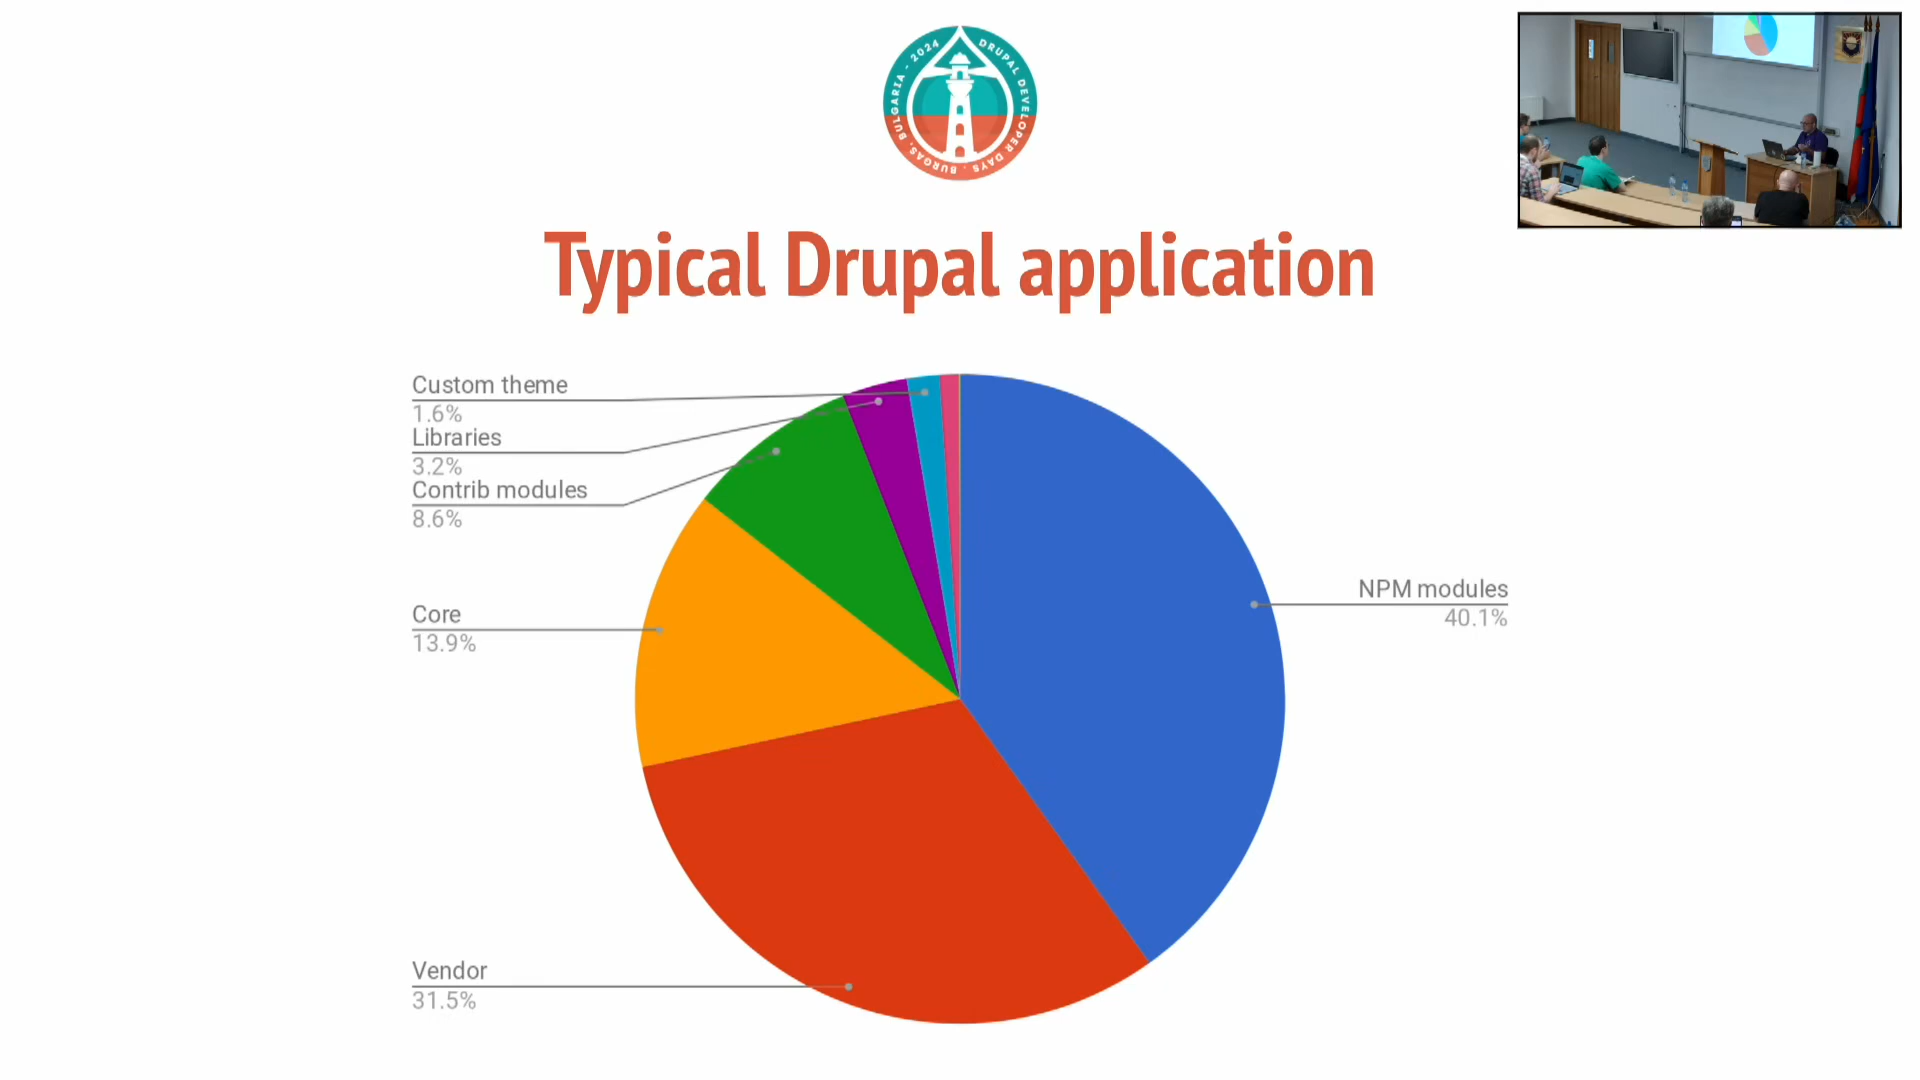 BULGARIA - 2024
DRUPAL DEVELOPER DAYS . BURGAS,
Typical Drupal application
Custom theme
1.6%
Libraries
3.2%
Contrib modules
8.6%
Core
13.9%
NPM modules
40.1%
Vendor
31.5%